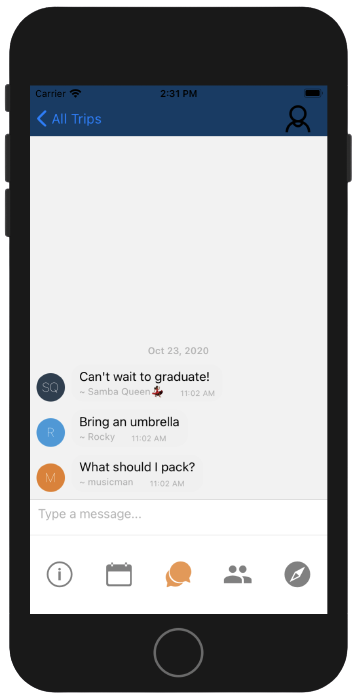 Carrier 2:31 PM
All Trips
Oct 23, 2020
SQ Can't wait to graduate!
~ Samba Queen💃🏿 11:02 AM
R Bring an umbrella
~ Rocky 11:02 AM
M What should I pack?
~ musicman 11:02 AM
Type a message...